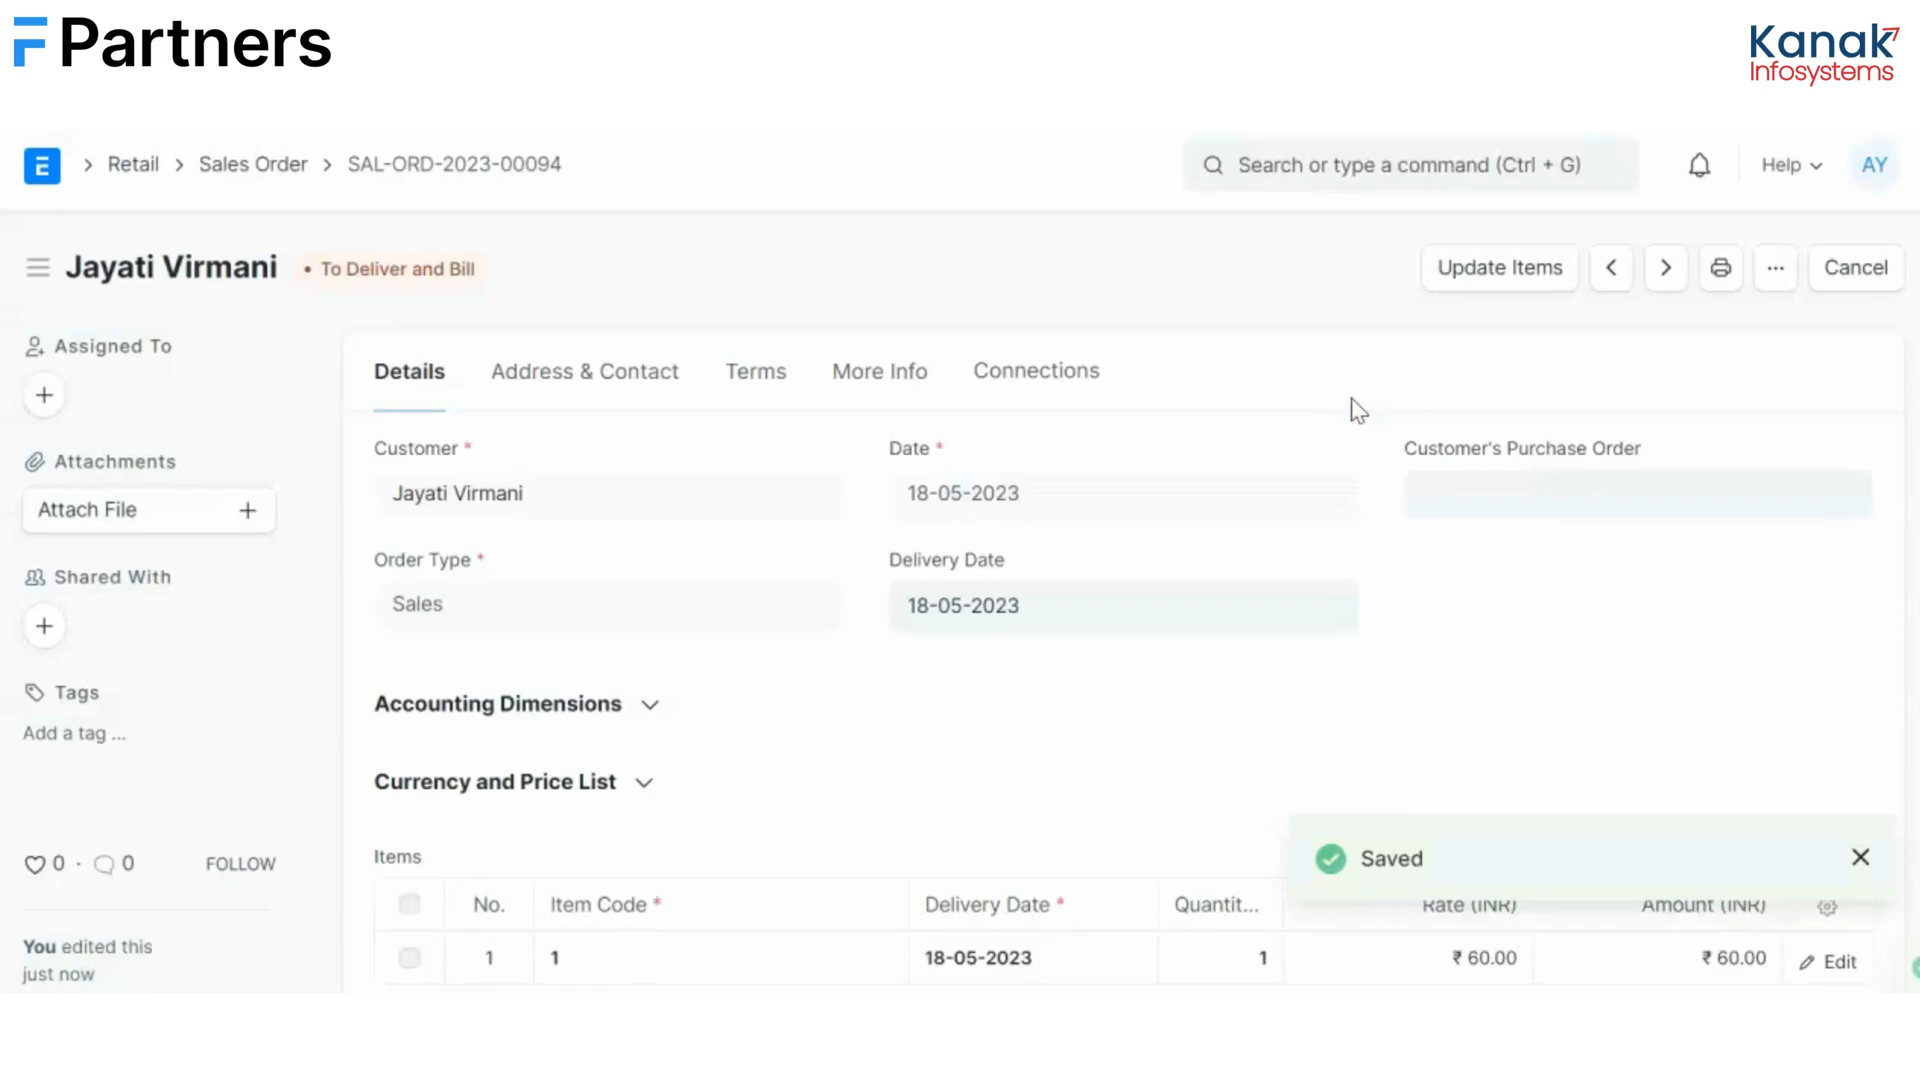 Partners
Kanak
Infosystems
E > Retail > Sales Order > SAL-ORD-2023-00094
Search or type a command (Ctrl + G)
Help
AY
Jayati Virmani
• To Deliver and Bill
Update Items
Cancel
Assigned To
Attachments
Attach File
Shared With
Tags
Add a tag ...
0 · 0
FOLLOW
You edited this
just now
Details Address & Contact Terms More Info Connections
Customer * Date * Customer's Purchase Order
Jayati Virmani 18-05-2023
Order Type * Delivery Date
Sales 18-05-2023
Accounting Dimensions
Currency and Price List
Items
Saved
No. Item Code * Delivery Date * Quantit... Rate (INR) Amount (INR)
1 1 18-05-2023 1 ₹ 60.00 ₹ 60.00 Edit